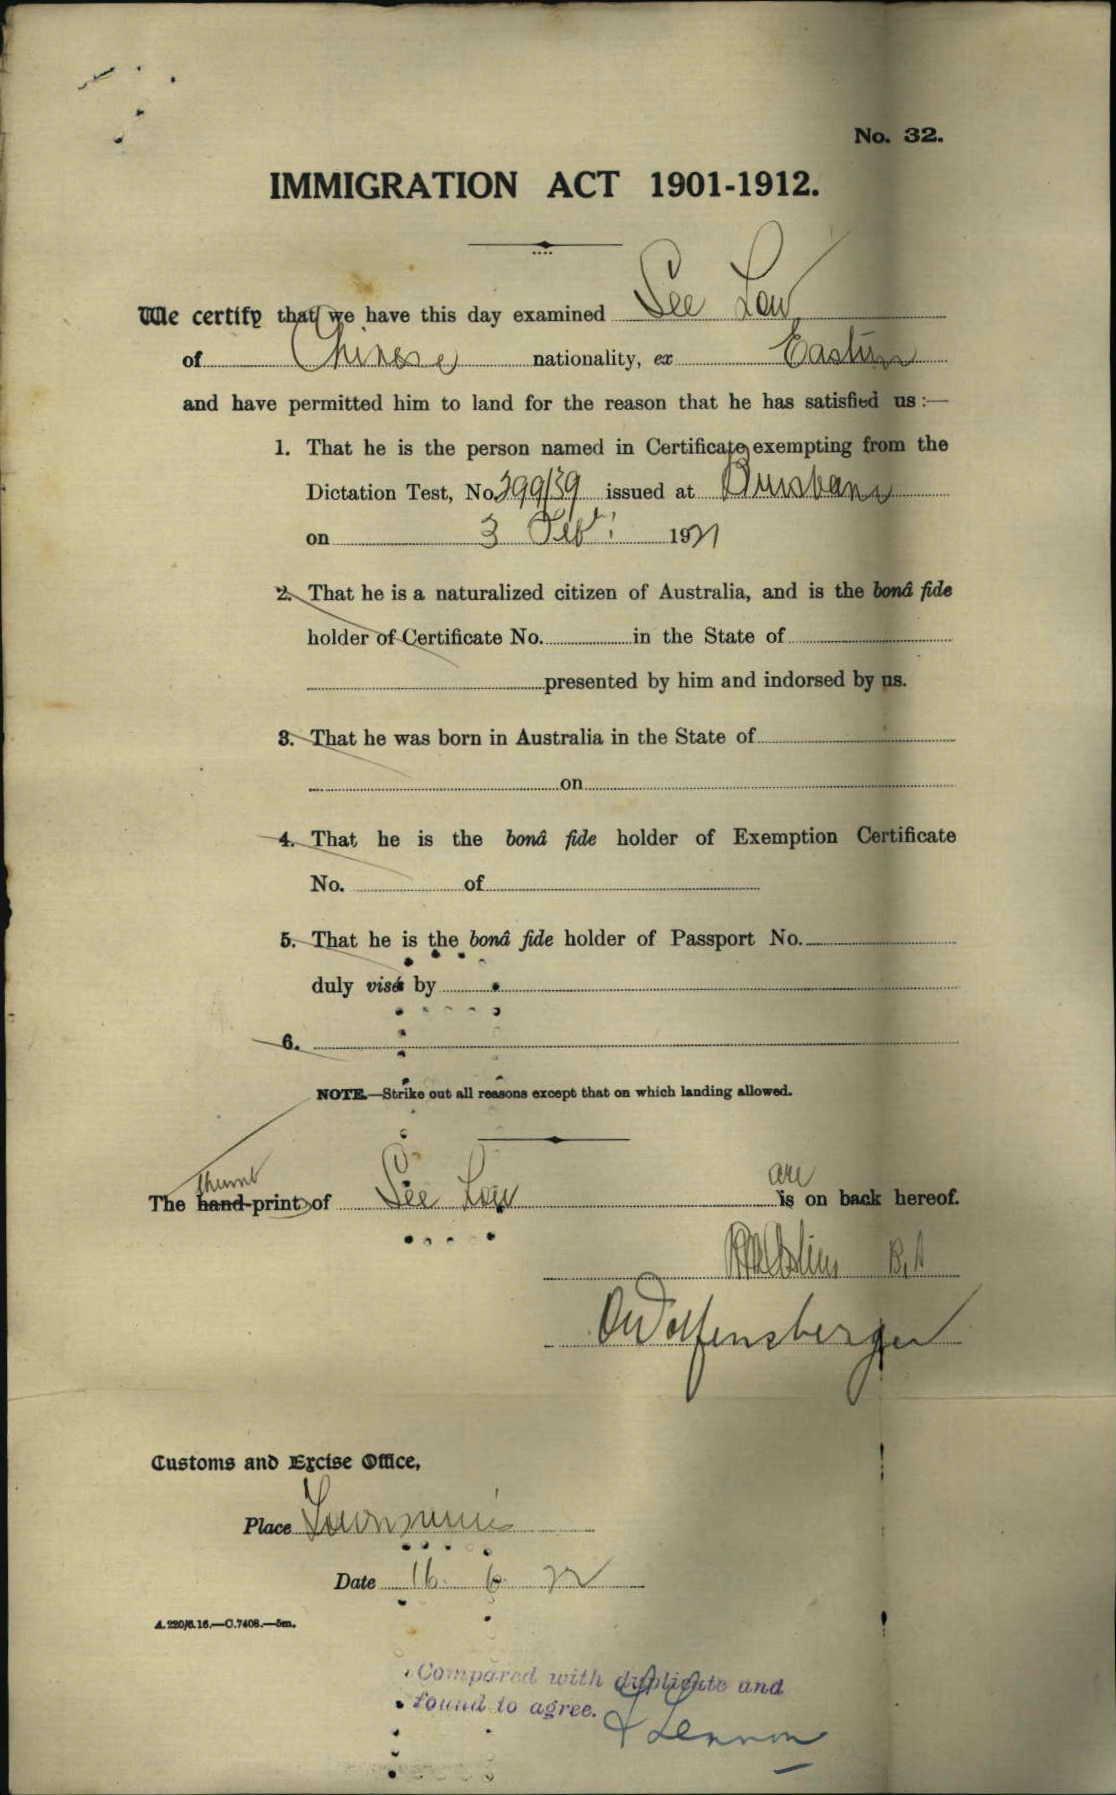 No. 32.
IMMIGRATION ACT 1901-1912.
We certify that we have this day examined See Low
of Chinese nationality, ex Eastern
and have permitted him to land for the reason that he has satisfied us :—
1. That he is the person named in Certificate exempting from the
Dictation Test, No. 299/39 issued at Brisbane
on 3 Feb 1921
2. That he is a naturalized citizen of Australia, and is the bonâ fide
holder of Certificate No. in the State of
presented by him and indorsed by us.
3. That he was born in Australia in the State of
on
4. That he is the bonâ fide holder of Exemption Certificate
No. of
5. That he is the bonâ fide holder of Passport No.
duly visé by
6.
NOTE.—Strike out all reasons except that on which landing allowed.
thumb are
The hand-print of See Low is on back hereof.
Wolfensberger
Customs and Excise Office,
Place Townsville
Date 16. 6. 22
A.220/6.16.—C.7408.—5m.
Compared with duplicate and
found to agree.
Lennon